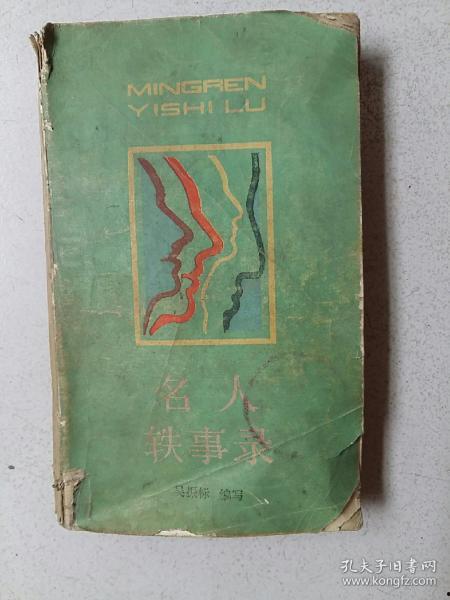 MINGREN
YISHI LU
名人
轶事录
吴振标 编写
孔夫子旧书网
www.kongfz.com